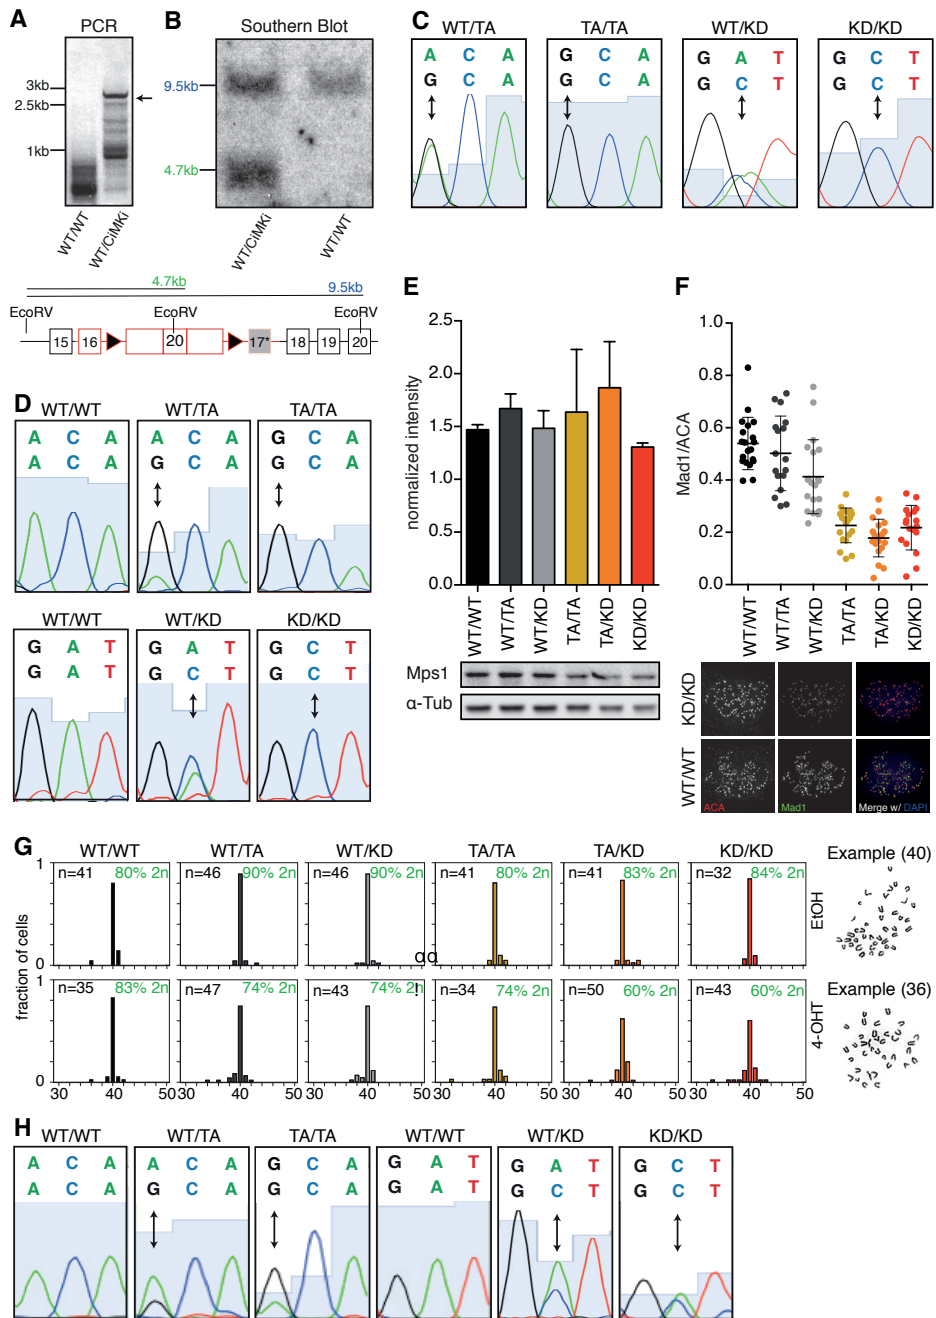 A
PCR
3kb
2.5kb
1kb
WT/WT
WT/CiMKi
B
Southern Blot
9.5kb
4.7kb
WT/CiMKi
WT/WT
C
WT/TA
TA/TA
WT/KD
KD/KD
A C A
G C A
G C A
G C A
G A T
G C T
G C T
G C T
4.7kb
9.5kb
EcoRV
EcoRV
EcoRV
15
16
20
17*
18
19
20
D
WT/WT
WT/TA
TA/TA
A C A
A C A
A C A
G C A
G C A
G C A
WT/WT
WT/KD
KD/KD
G A T
G A T
G A T
G C T
G C T
G C T
E
normalized intensity
2.5
2.0
1.5
1.0
0.5
0.0
WT/WT
WT/TA
WT/KD
TA/TA
TA/KD
KD/KD
Mps1
α-Tub
F
Mad1/ACA
1.0
0.8
0.6
0.4
0.2
0.0
WT/WT
WT/TA
WT/KD
TA/TA
TA/KD
KD/KD
KD/KD
WT/WT
ACA
Mad1
Merge w/ DAPI
G
fraction of cells
WT/WT
WT/TA
WT/KD
TA/TA
TA/KD
KD/KD
Example (40)
1
0
n=41 80% 2n
n=46 90% 2n
n=46 90% 2n
n=41 80% 2n
n=41 83% 2n
n=32 84% 2n
EtOH
αα
!
1
0
n=35 83% 2n
n=47 74% 2n
n=43 74% 2n
n=34 74% 2n
n=50 60% 2n
n=43 60% 2n
4-OHT
Example (36)
30 40 50
30 40 50
30 40 50
30 40 50
30 40 50
30 40 50
H
WT/WT
WT/TA
TA/TA
WT/WT
WT/KD
KD/KD
A C A
A C A
A C A
G C A
G C A
G C A
G A T
G A T
G A T
G C T
G C T
G C T